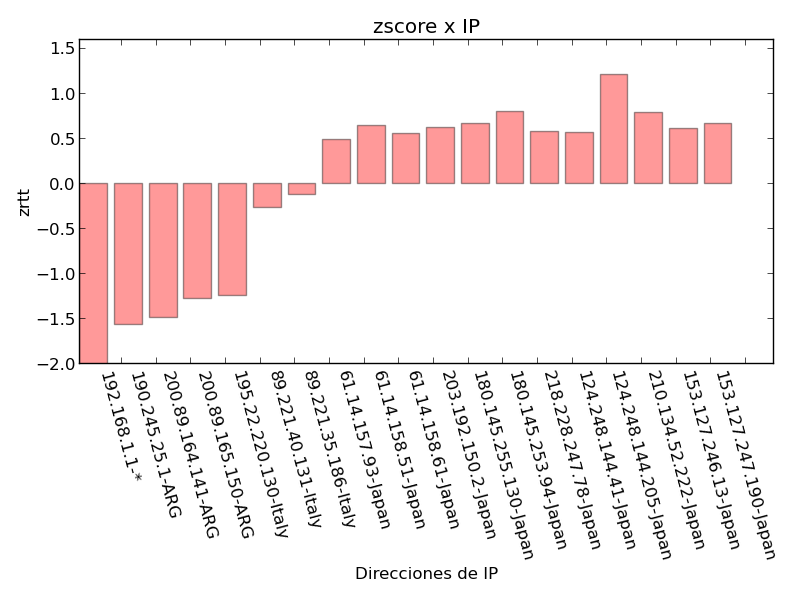 zscore x IP
1.5
1.0
0.5
0.0
−0.5
−1.0
−1.5
−2.0
zrtt
192.168.1.1-*
190.245.25.1-ARG
200.89.164.141-ARG
200.89.165.150-ARG
195.22.220.130-Italy
89.221.40.131-Italy
89.221.35.186-Italy
61.14.157.93-Japan
61.14.158.51-Japan
61.14.158.61-Japan
203.192.150.2-Japan
180.145.255.130-Japan
180.145.253.94-Japan
218.228.247.78-Japan
124.248.144.41-Japan
124.248.144.205-Japan
210.134.52.222-Japan
153.127.246.13-Japan
153.127.247.190-Japan
Direcciones de IP